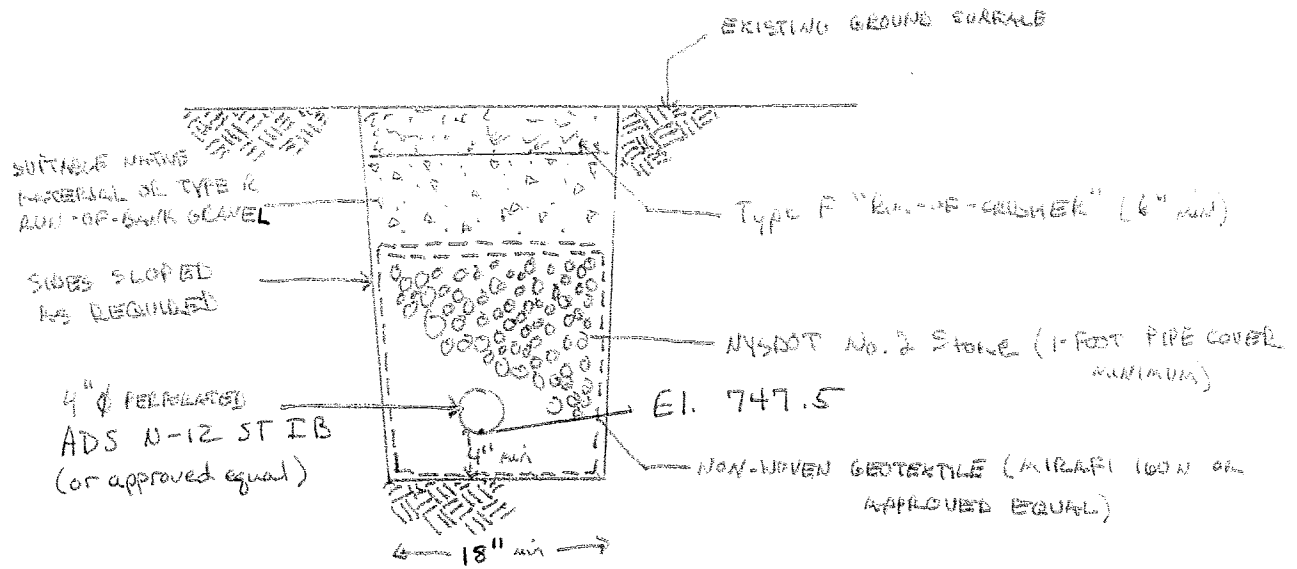 EXISTING GROUND SURFACE
SUITABLE NATIVE
MATERIAL OR TYPE R
RUN-OF-BANK GRAVEL
Type F "RUN-OF-CRUSHER" (6" min)
SIDES SLOPED
AS REQUIRED
NYSDOT No. 2 Stone (1-FOOT PIPE COVER
MINIMUM)
4" ø PERFORATED
ADS N-12 ST IB
(or approved equal)
El. 747.5
4" min
NON-WOVEN GEOTEXTILE (MIRAFI 160N OR
APPROVED EQUAL)
18" min